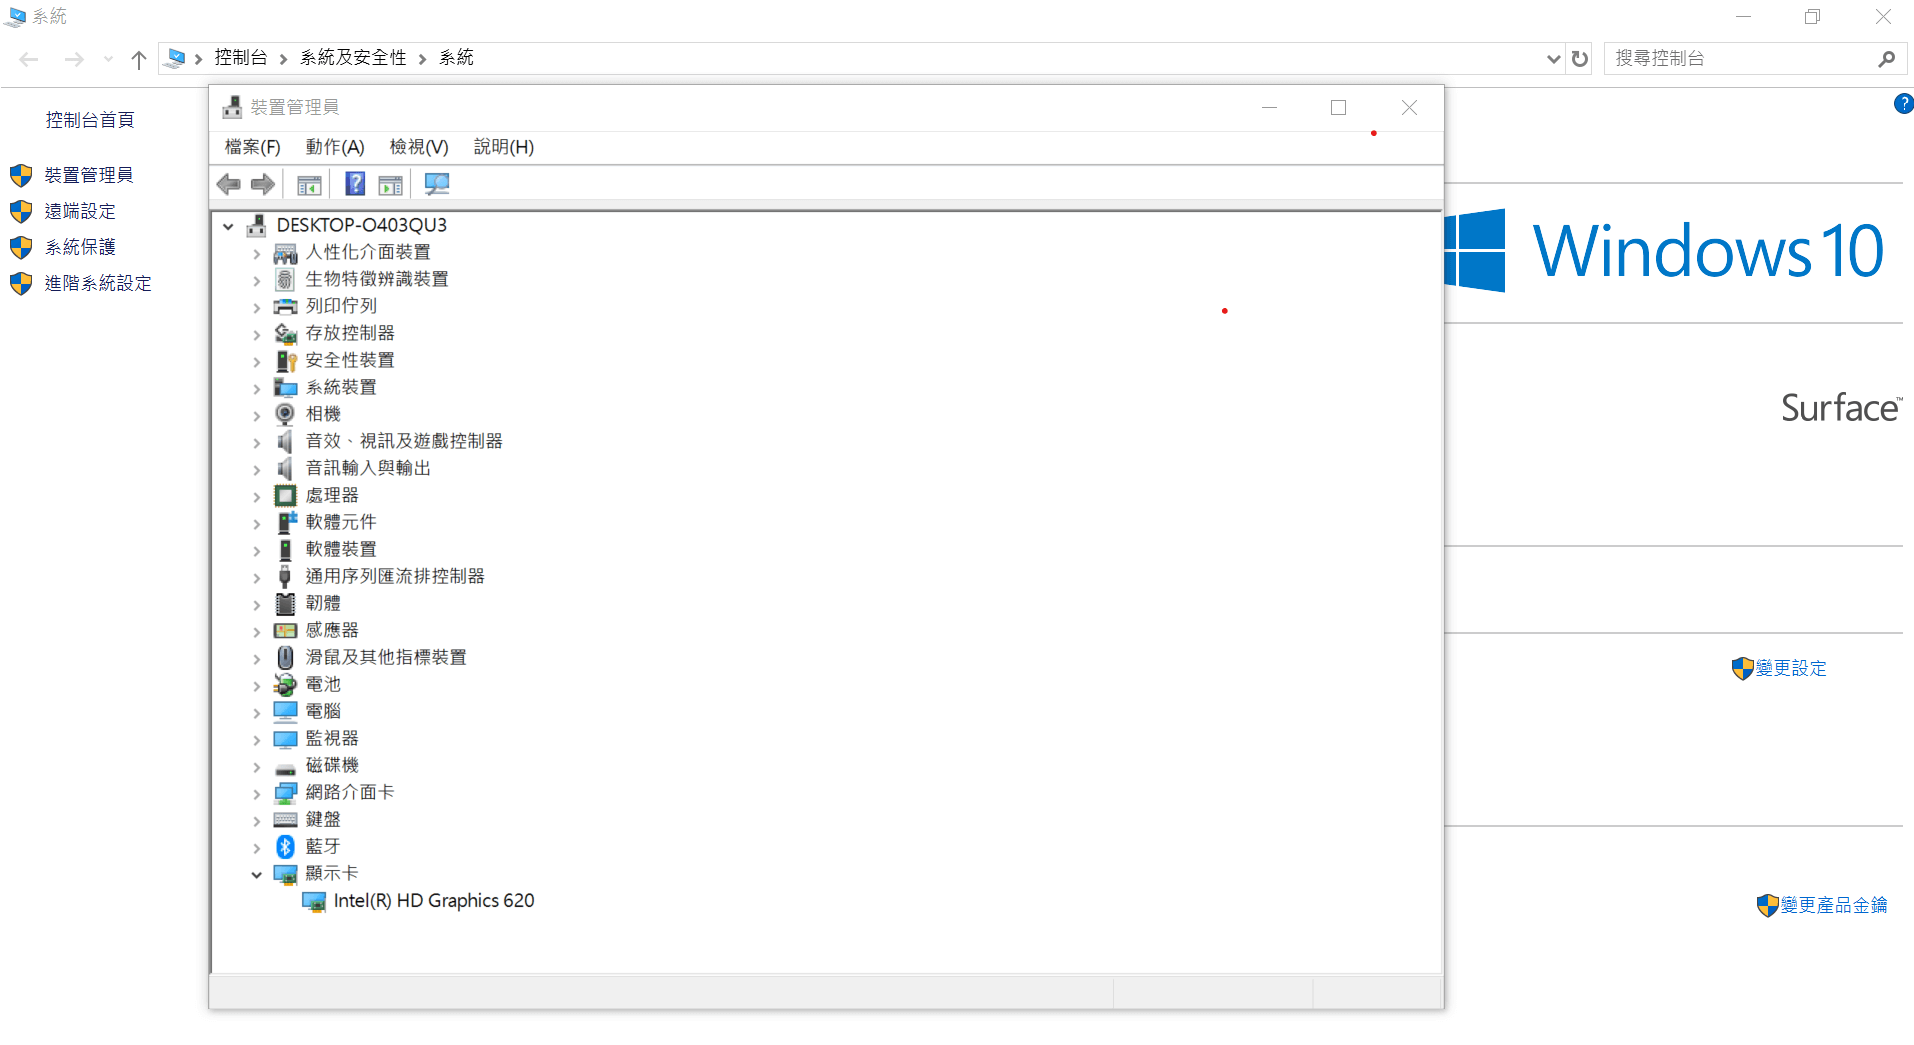 系統
控制台 系統及安全性 系統
搜尋控制台
控制台首頁
裝置管理員
遠端設定
系統保護
進階系統設定
裝置管理員
檔案(F) 動作(A) 檢視(V) 說明(H)
DESKTOP-O403QU3
人性化介面裝置
生物特徵辨識裝置
列印佇列
存放控制器
安全性裝置
系統裝置
相機
音效、視訊及遊戲控制器
音訊輸入與輸出
處理器
軟體元件
軟體裝置
通用序列匯流排控制器
韌體
感應器
滑鼠及其他指標裝置
電池
電腦
監視器
磁碟機
網路介面卡
鍵盤
藍牙
顯示卡
Intel(R) HD Graphics 620
Windows 10
Surface™
變更設定
變更產品金鑰